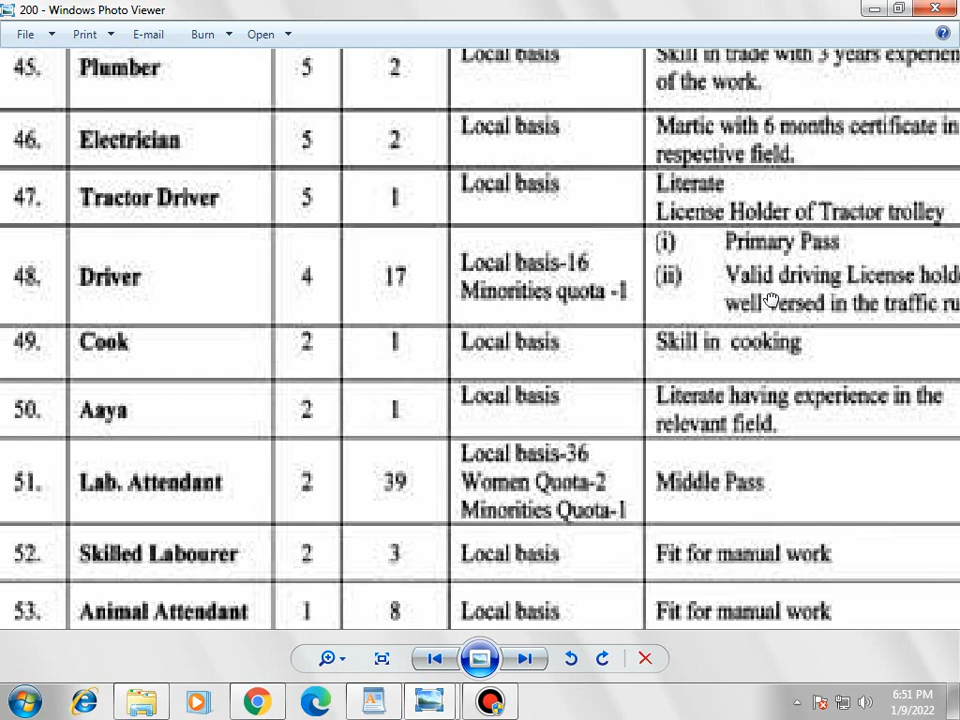 200 - Windows Photo Viewer
File Print E-mail Burn Open
45. Plumber 5 2 Local basis Skill in trade with 3 years experien
of the work.
46. Electrician 5 2 Local basis Martic with 6 months certificate in
respective field.
47. Tractor Driver 5 1 Local basis Literate
License Holder of Tractor trolley
48. Driver 4 17 Local basis-16
Minorities quota -1
(i) Primary Pass
(ii) Valid driving License hold
well versed in the traffic ru
49. Cook 2 1 Local basis Skill in cooking
50. Aaya 2 1 Local basis Literate having experience in the
relevant field.
51. Lab. Attendant 2 39 Local basis-36
Women Quota-2
Minorities Quota-1
Middle Pass
52. Skilled Labourer 2 3 Local basis Fit for manual work
53. Animal Attendant 1 8 Local basis Fit for manual work
6:51 PM
1/9/2022